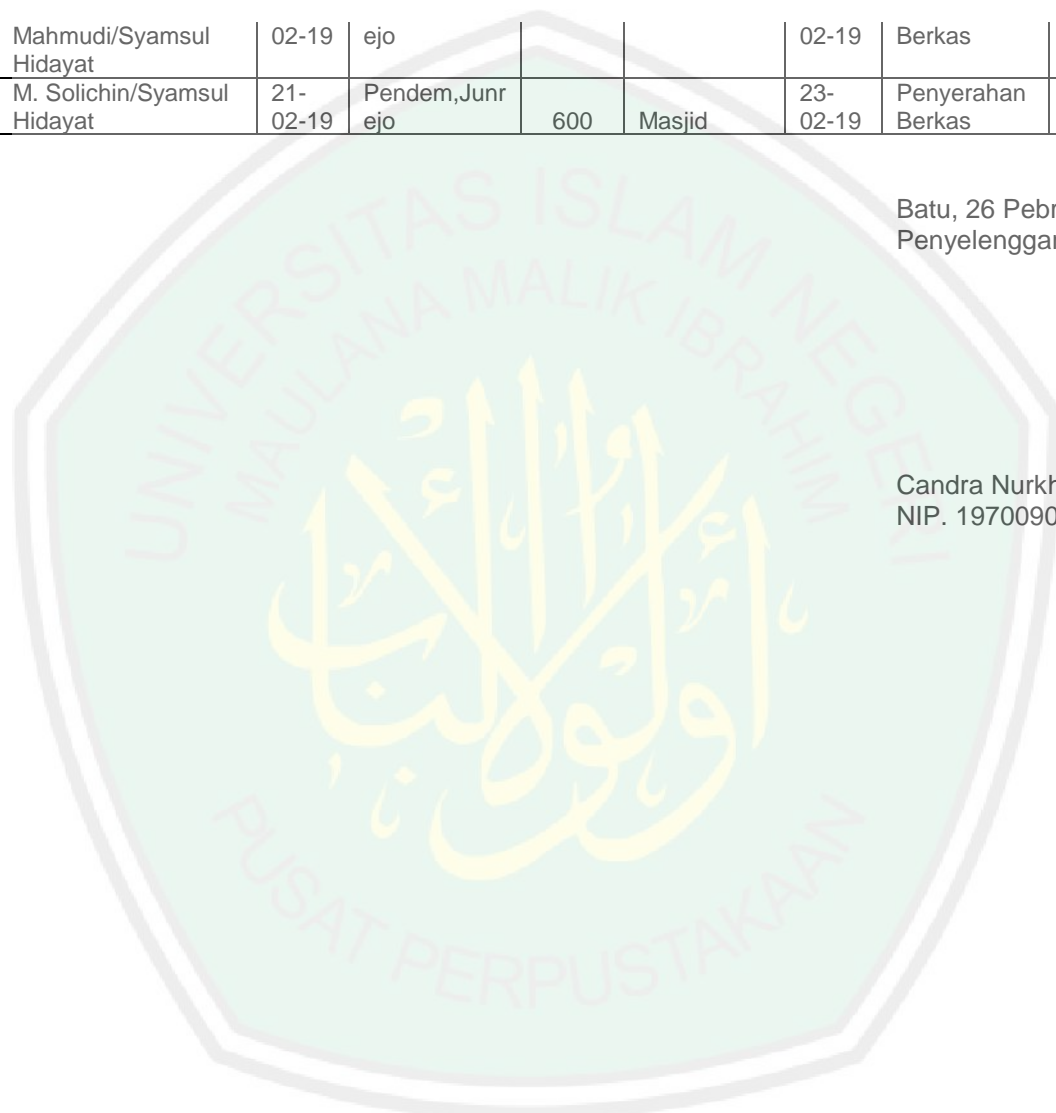 Mahmudi/Syamsul 02-19 ejo 02-19 Berkas
Hidayat
M. Solichin/Syamsul 21- Pendem,Junr 23- Penyerahan
Hidayat 02-19 ejo 600 Masjid 02-19 Berkas
Batu, 26 Pebr
Penyelenggar
Candra Nurkh
NIP. 1970090
UNIVERSITAS ISLAM NEGERI
MAULANA MALIK IBRAHIM
أولوا الألباب
PUSAT PERPUSTAKAAN